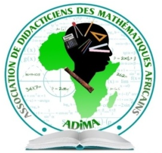 ASSOCIATION DE DIDACTICIENS DES MATHÉMATIQUES AFRICAINS
ADiMA